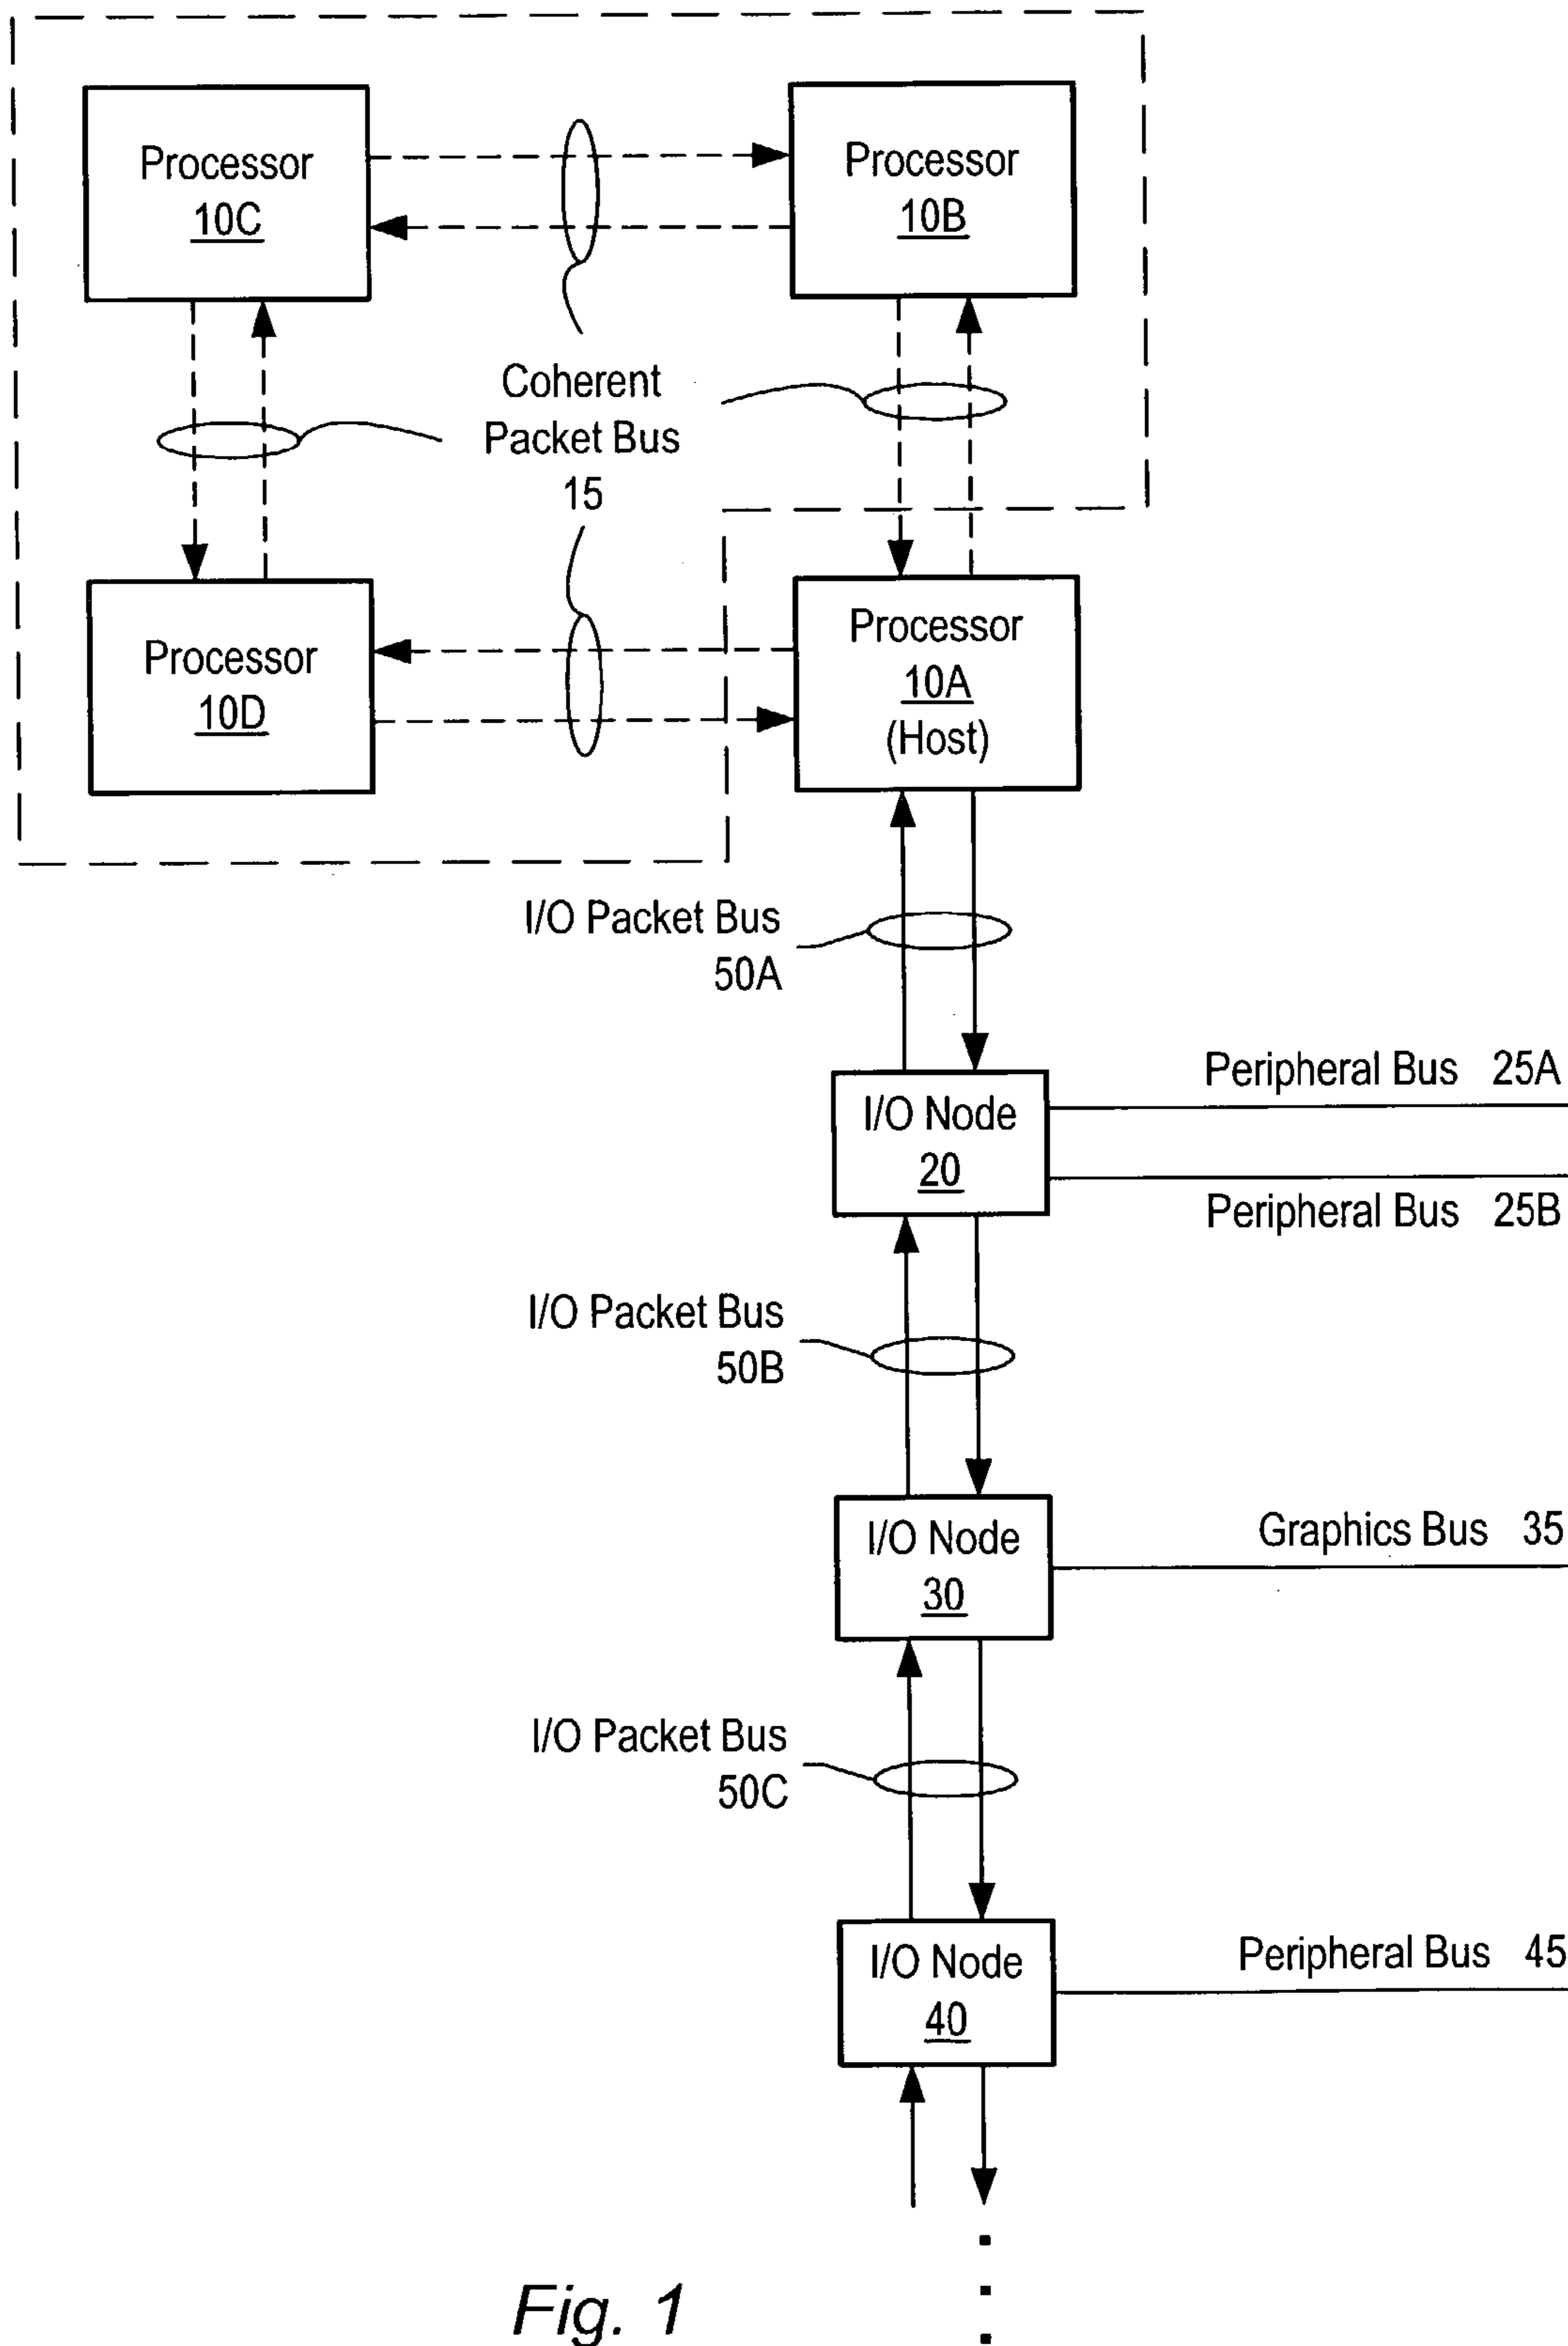 Processor
10C
Processor
10B
Coherent
Packet Bus
15
Processor
10D
Processor
10A
(Host)
I/O Packet Bus
50A
I/O Node
20
Peripheral Bus 25A
Peripheral Bus 25B
I/O Packet Bus
50B
I/O Node
30
Graphics Bus 35
I/O Packet Bus
50C
I/O Node
40
Peripheral Bus 45
Fig. 1